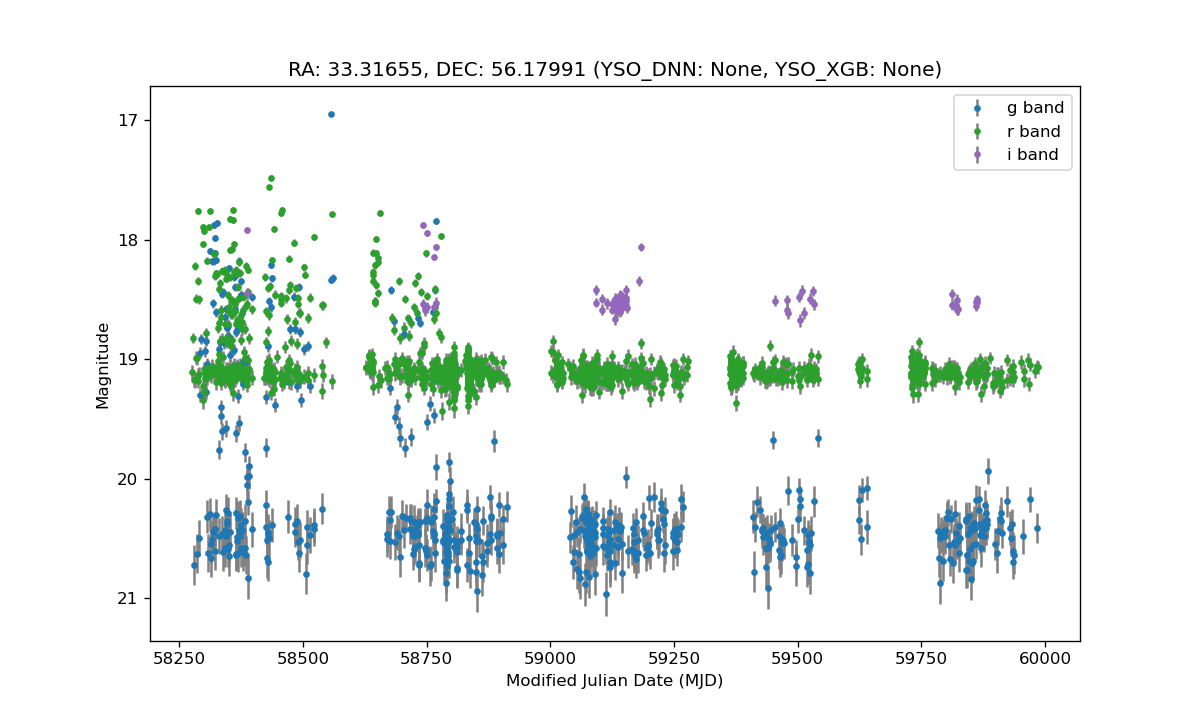 RA: 33.31655, DEC: 56.17991 (YSO_DNN: None, YSO_XGB: None)
g band
r band
i band
17
18
19
20
21
Magnitude
58250 58500 58750 59000 59250 59500 59750 60000
Modified Julian Date (MJD)